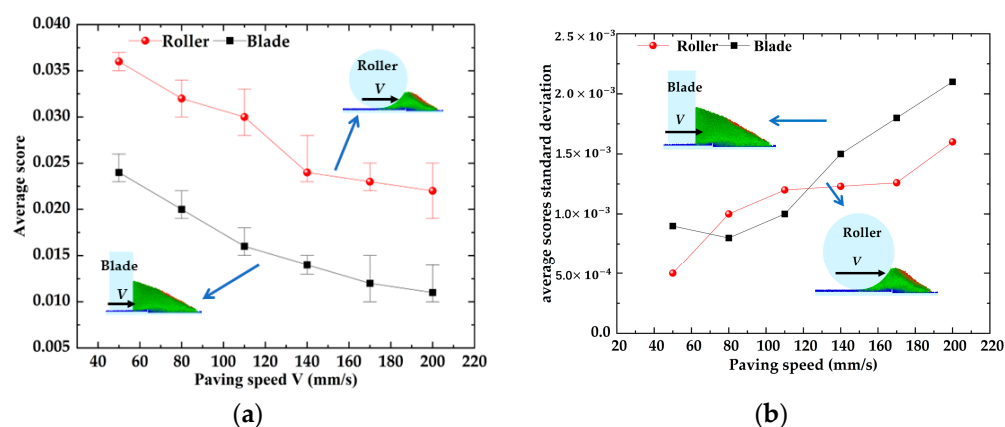 0.040
0.035
0.030
0.025
0.020
0.015
0.010
0.005
Average score
Roller Blade
Roller
V
Blade
V
40 60 80 100 120 140 160 180 200 220
Paving speed V (mm/s)
(a)
2.5 × 10⁻³
2.0 × 10⁻³
1.5 × 10⁻³
1.0 × 10⁻³
5.0 × 10⁻⁴
0.0
average scores standard deviation
Roller Blade
Blade
V
Roller
V
20 40 60 80 100 120 140 160 180 200 220
Paving speed (mm/s)
(b)